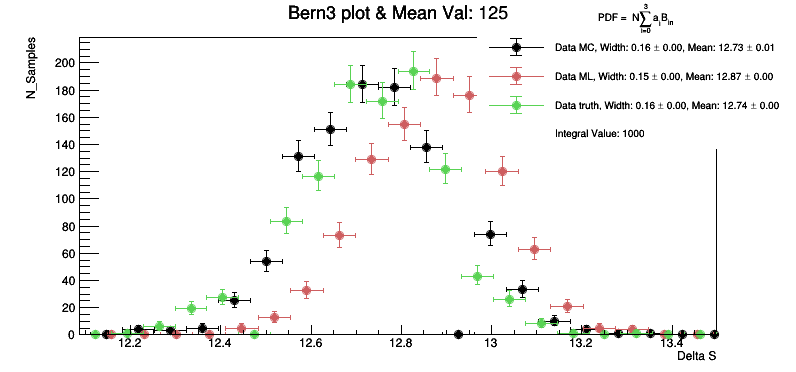 Bern3 plot & Mean Val: 125
PDF = N∑³ᵢ₌₀ aᵢBᵢₙ
Data MC, Width: 0.16 ± 0.00, Mean: 12.73 ± 0.01
Data ML, Width: 0.15 ± 0.00, Mean: 12.87 ± 0.00
Data truth, Width: 0.16 ± 0.00, Mean: 12.74 ± 0.00
Integral Value: 1000
N_Samples
200
180
160
140
120
100
80
60
40
20
0
12.2 12.4 12.6 12.8 13 13.2 13.4
Delta S